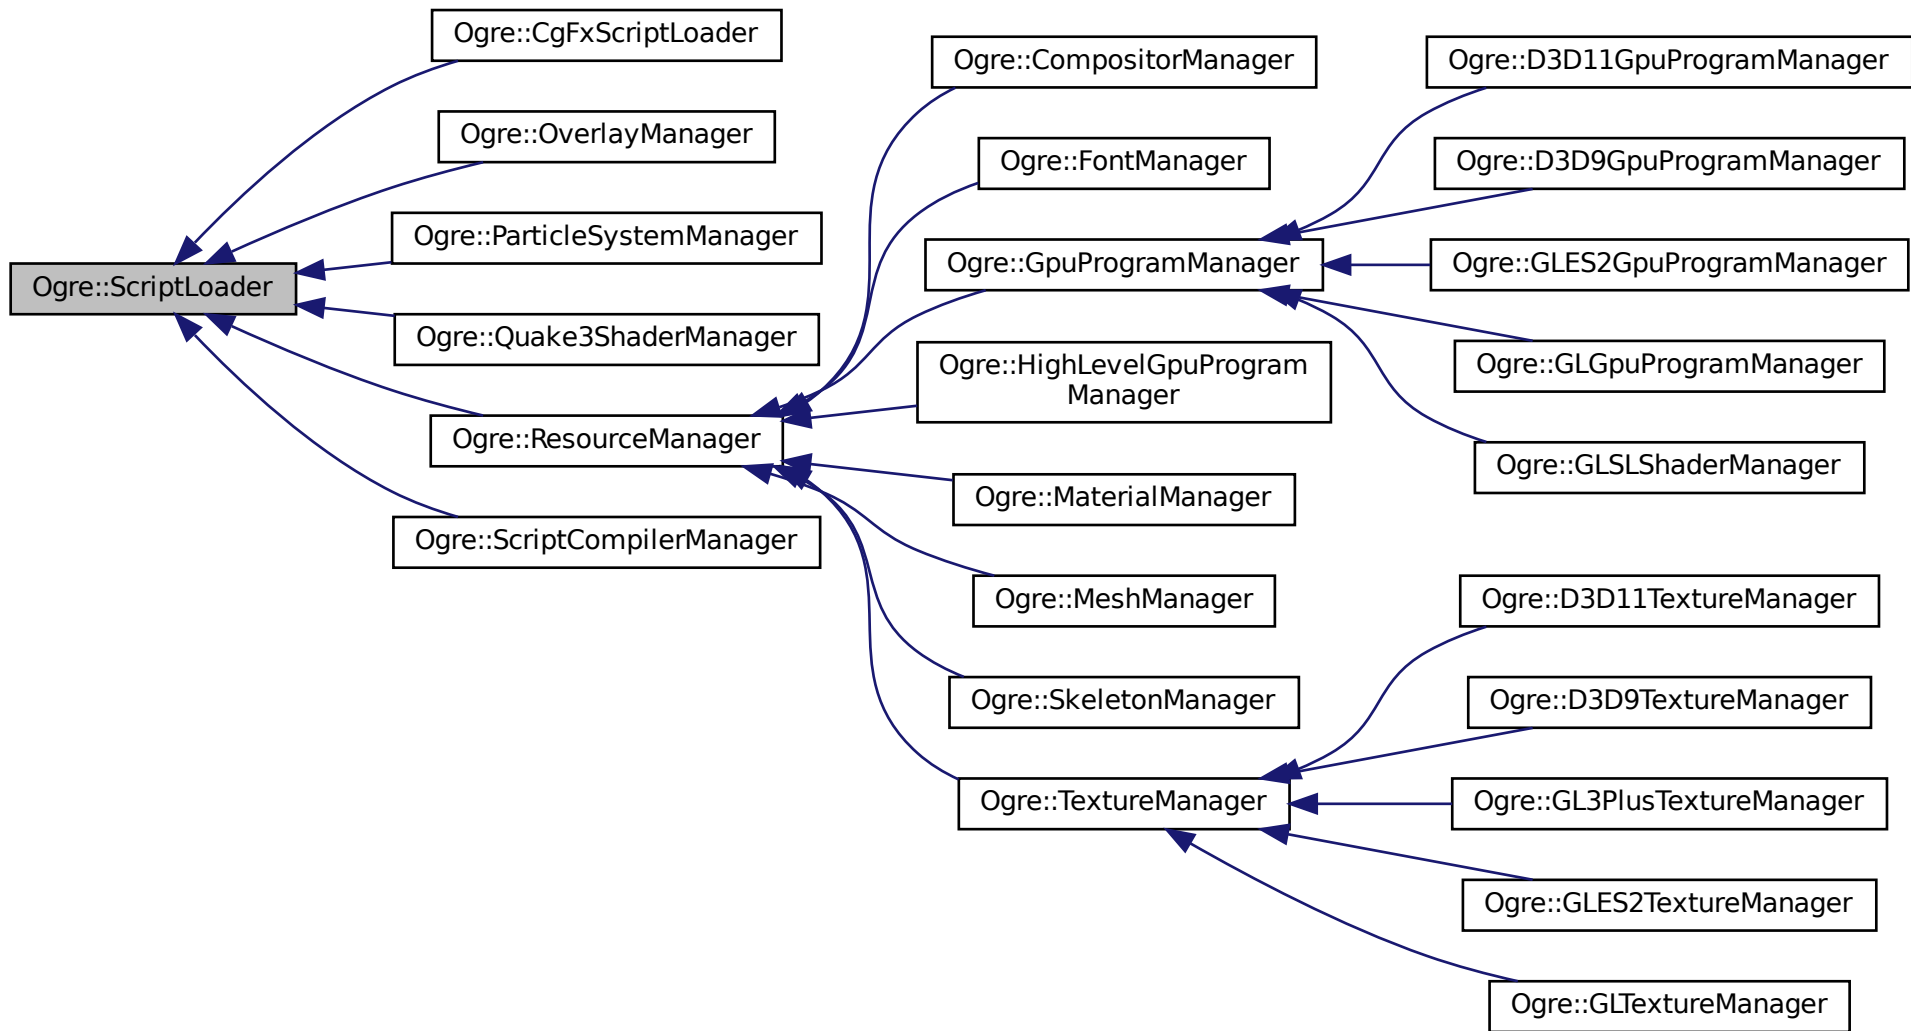 Ogre::ScriptLoader
Ogre::CgFxScriptLoader
Ogre::OverlayManager
Ogre::ParticleSystemManager
Ogre::Quake3ShaderManager
Ogre::ResourceManager
Ogre::ScriptCompilerManager
Ogre::CompositorManager
Ogre::FontManager
Ogre::GpuProgramManager
Ogre::HighLevelGpuProgram
Manager
Ogre::MaterialManager
Ogre::MeshManager
Ogre::SkeletonManager
Ogre::TextureManager
Ogre::D3D11GpuProgramManager
Ogre::D3D9GpuProgramManager
Ogre::GLES2GpuProgramManager
Ogre::GLGpuProgramManager
Ogre::GLSLShaderManager
Ogre::D3D11TextureManager
Ogre::D3D9TextureManager
Ogre::GL3PlusTextureManager
Ogre::GLES2TextureManager
Ogre::GLTextureManager